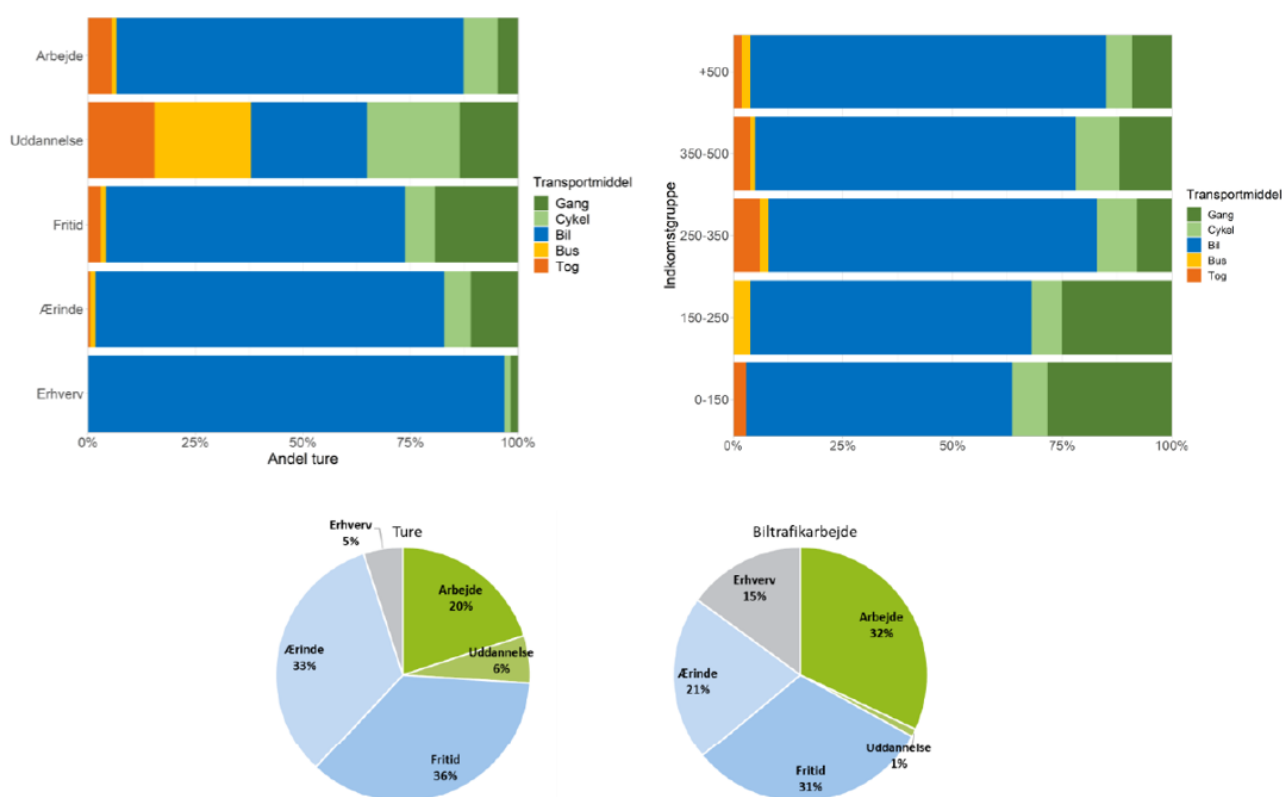 Arbejde
Uddannelse
Fritid
Ærinde
Erhverv
0%
25%
50%
75%
100%
Andel ture
Transportmiddel
Gang
Cykel
Bil
Bus
Tog
Indkomstgruppe
+500
350-500
250-350
150-250
0-150
0%
25%
50%
75%
100%
Transportmiddel
Gang
Cykel
Bil
Bus
Tog
Ture
Erhverv
5%
Arbejde
20%
Uddannelse
6%
Fritid
36%
Ærinde
33%
Biltrafikarbejde
Erhverv
15%
Arbejde
32%
Uddannelse
1%
Fritid
31%
Ærinde
21%